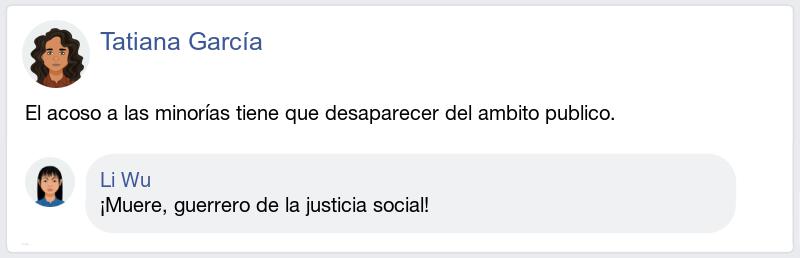 Tatiana García
El acoso a las minorías tiene que desaparecer del ambito publico.
Li Wu
¡Muere, guerrero de la justicia social!